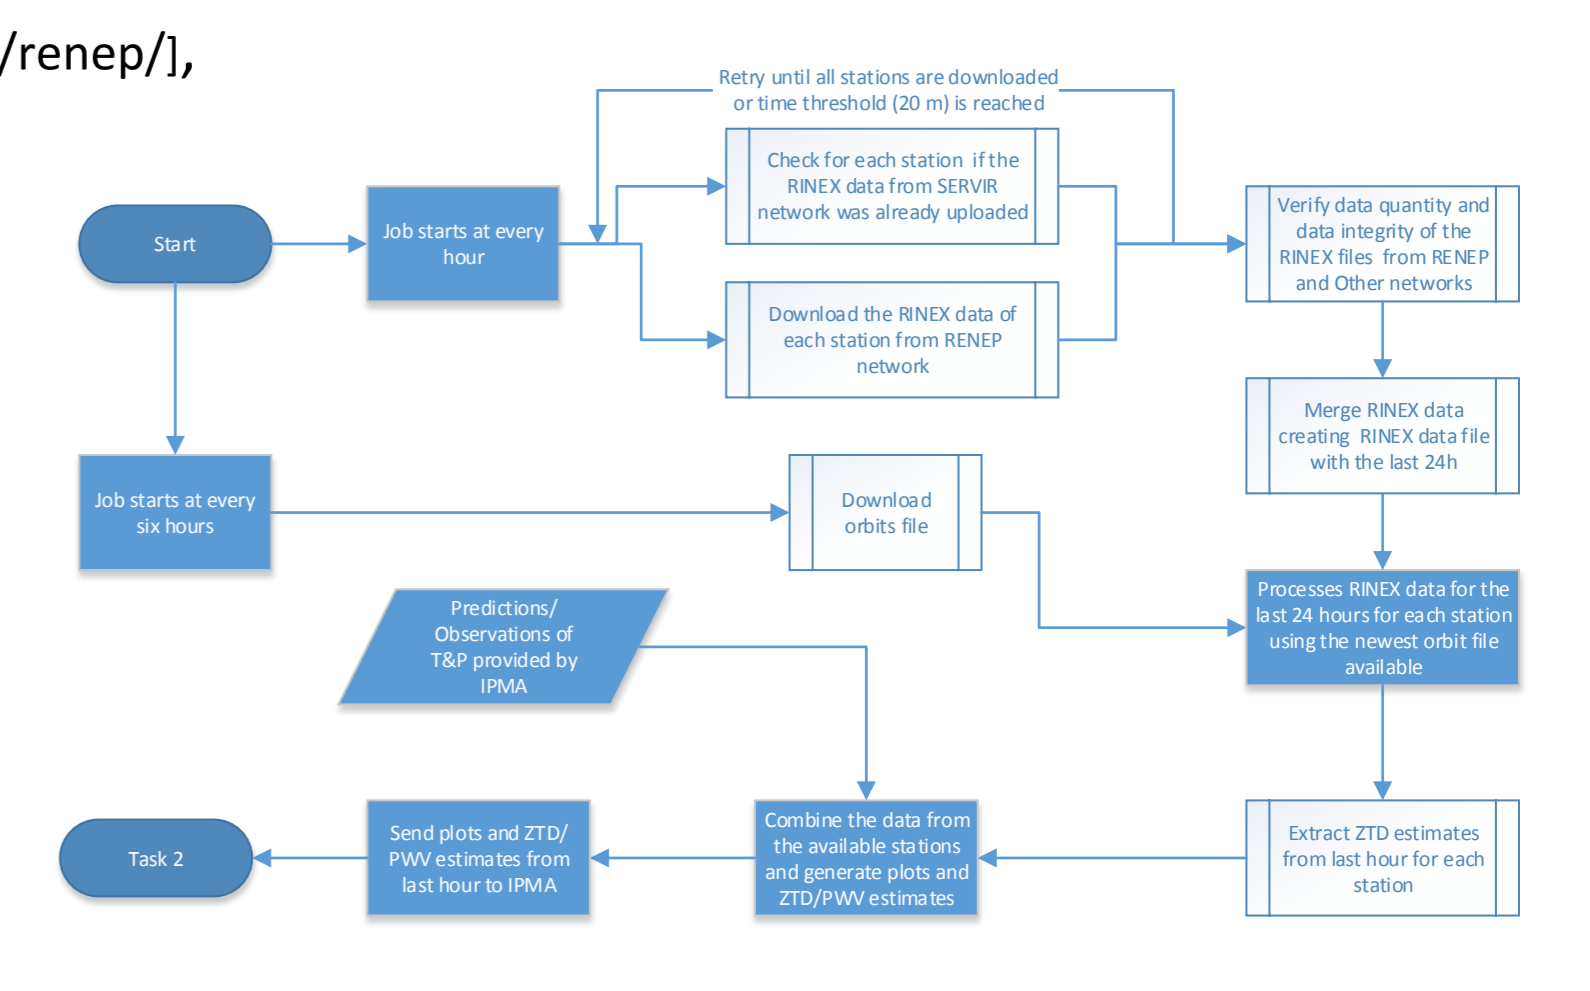 /renep/],
Retry until all stations are downloaded
or time threshold (20 m) is reached
Check for each station if the
RINEX data from SERVIR
network was already uploaded
Verify data quantity and
data integrity of the
RINEX files from RENEP
and Other networks
Start
Job starts at every
hour
Download the RINEX data of
each station from RENEP
network
Merge RINEX data
creating RINEX data file
with the last 24h
Job starts at every
six hours
Download
orbits file
Processes RINEX data for the
last 24 hours for each station
using the newest orbit file
available
Predictions/
Observations of
T&P provided by
IPMA
Task 2
Send plots and ZTD/
PWV estimates from
last hour to IPMA
Combine the data from
the available stations
and generate plots and
ZTD/PWV estimates
Extract ZTD estimates
from last hour for each
station